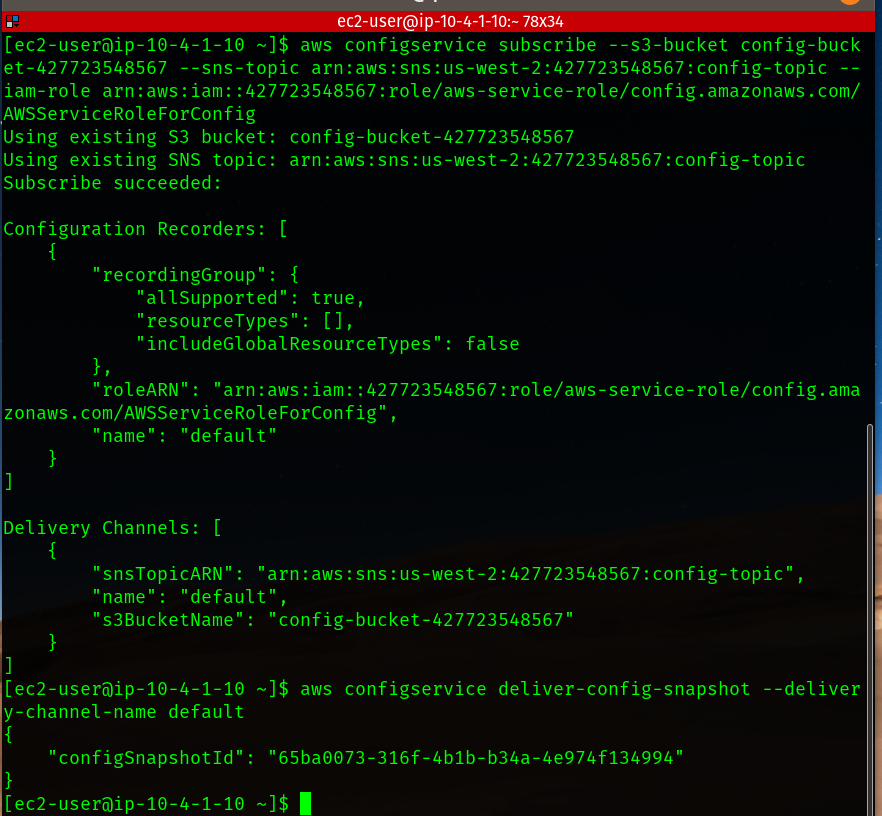 ec2-user@ip-10-4-1-10:~ 78x34
[ec2-user@ip-10-4-1-10 ~]$ aws configservice subscribe --s3-bucket config-buck
et-427723548567 --sns-topic arn:aws:sns:us-west-2:427723548567:config-topic --
iam-role arn:aws:iam::427723548567:role/aws-service-role/config.amazonaws.com/
AWSServiceRoleForConfig
Using existing S3 bucket: config-bucket-427723548567
Using existing SNS topic: arn:aws:sns:us-west-2:427723548567:config-topic
Subscribe succeeded:

Configuration Recorders: [
    {
        "recordingGroup": {
            "allSupported": true,
            "resourceTypes": [],
            "includeGlobalResourceTypes": false
        },
        "roleARN": "arn:aws:iam::427723548567:role/aws-service-role/config.ama
zonaws.com/AWSServiceRoleForConfig",
        "name": "default"
    }
]

Delivery Channels: [
    {
        "snsTopicARN": "arn:aws:sns:us-west-2:427723548567:config-topic",
        "name": "default",
        "s3BucketName": "config-bucket-427723548567"
    }
]
[ec2-user@ip-10-4-1-10 ~]$ aws configservice deliver-config-snapshot --deliver
y-channel-name default
{
    "configSnapshotId": "65ba0073-316f-4b1b-b34a-4e974f134994"
}
[ec2-user@ip-10-4-1-10 ~]$